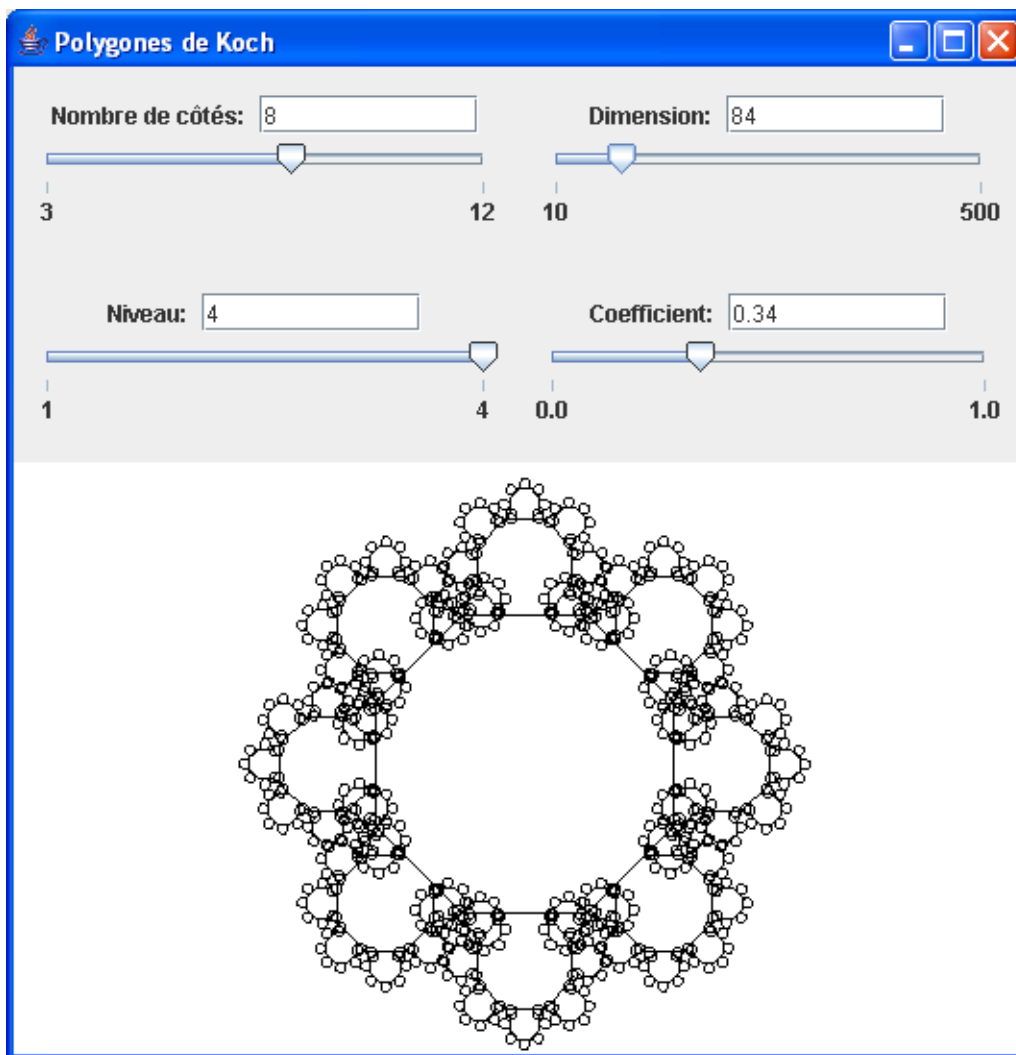 Polygones de Koch
Nombre de côtés: 8
Dimension: 84
3 12
10 500
Niveau: 4
Coefficient: 0.34
1 4
0.0 1.0